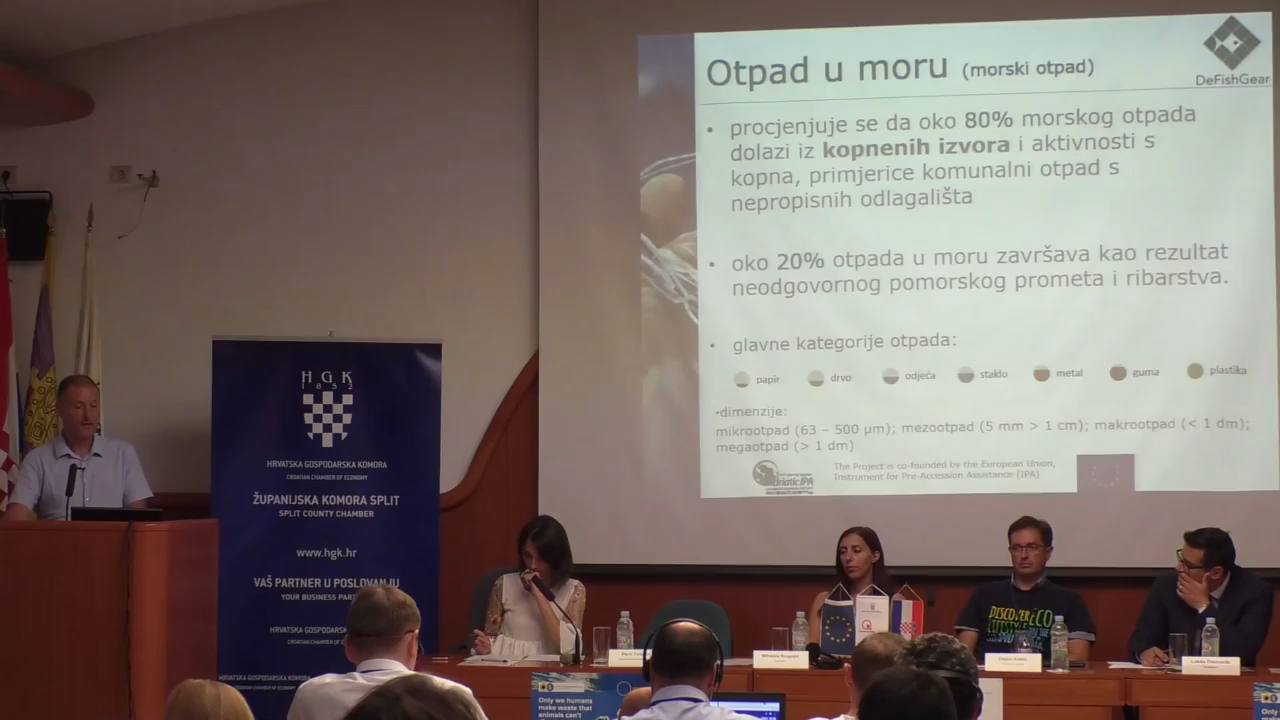 Otpad u moru (morski otpad)
DeFishGear
• procjenjuje se da oko 80% morskog otpada
dolazi iz kopnenih izvora i aktivnosti s
kopna, primjerice komunalni otpad s
nepropisnih odlagališta
• oko 20% otpada u moru završava kao rezultat
neodgovornog pomorskog prometa i ribarstva.
• glavne kategorije otpada:
papir drvo odjeća staklo metal guma plastika
•dimenzije:
mikrootpad (63 – 500 µm); mezootpad (5 mm > 1 cm); makrootpad (< 1 dm);
megaotpad (> 1 dm)
The Project is co-founded by the European Union,
Instrument for Pre-Accession Assistance (IPA)
HGK
1852
HRVATSKA GOSPODARSKA KOMORA
CROATIAN CHAMBER OF ECONOMY
ŽUPANIJSKA KOMORA SPLIT
SPLIT COUNTY CHAMBER
www.hgk.hr
VAŠ PARTNER U POSLOVANJU
YOUR BUSINESS
HRVATSKA GOSPODARSKA
DISCOVER ECO
Only we humans
make waste that
animals can't